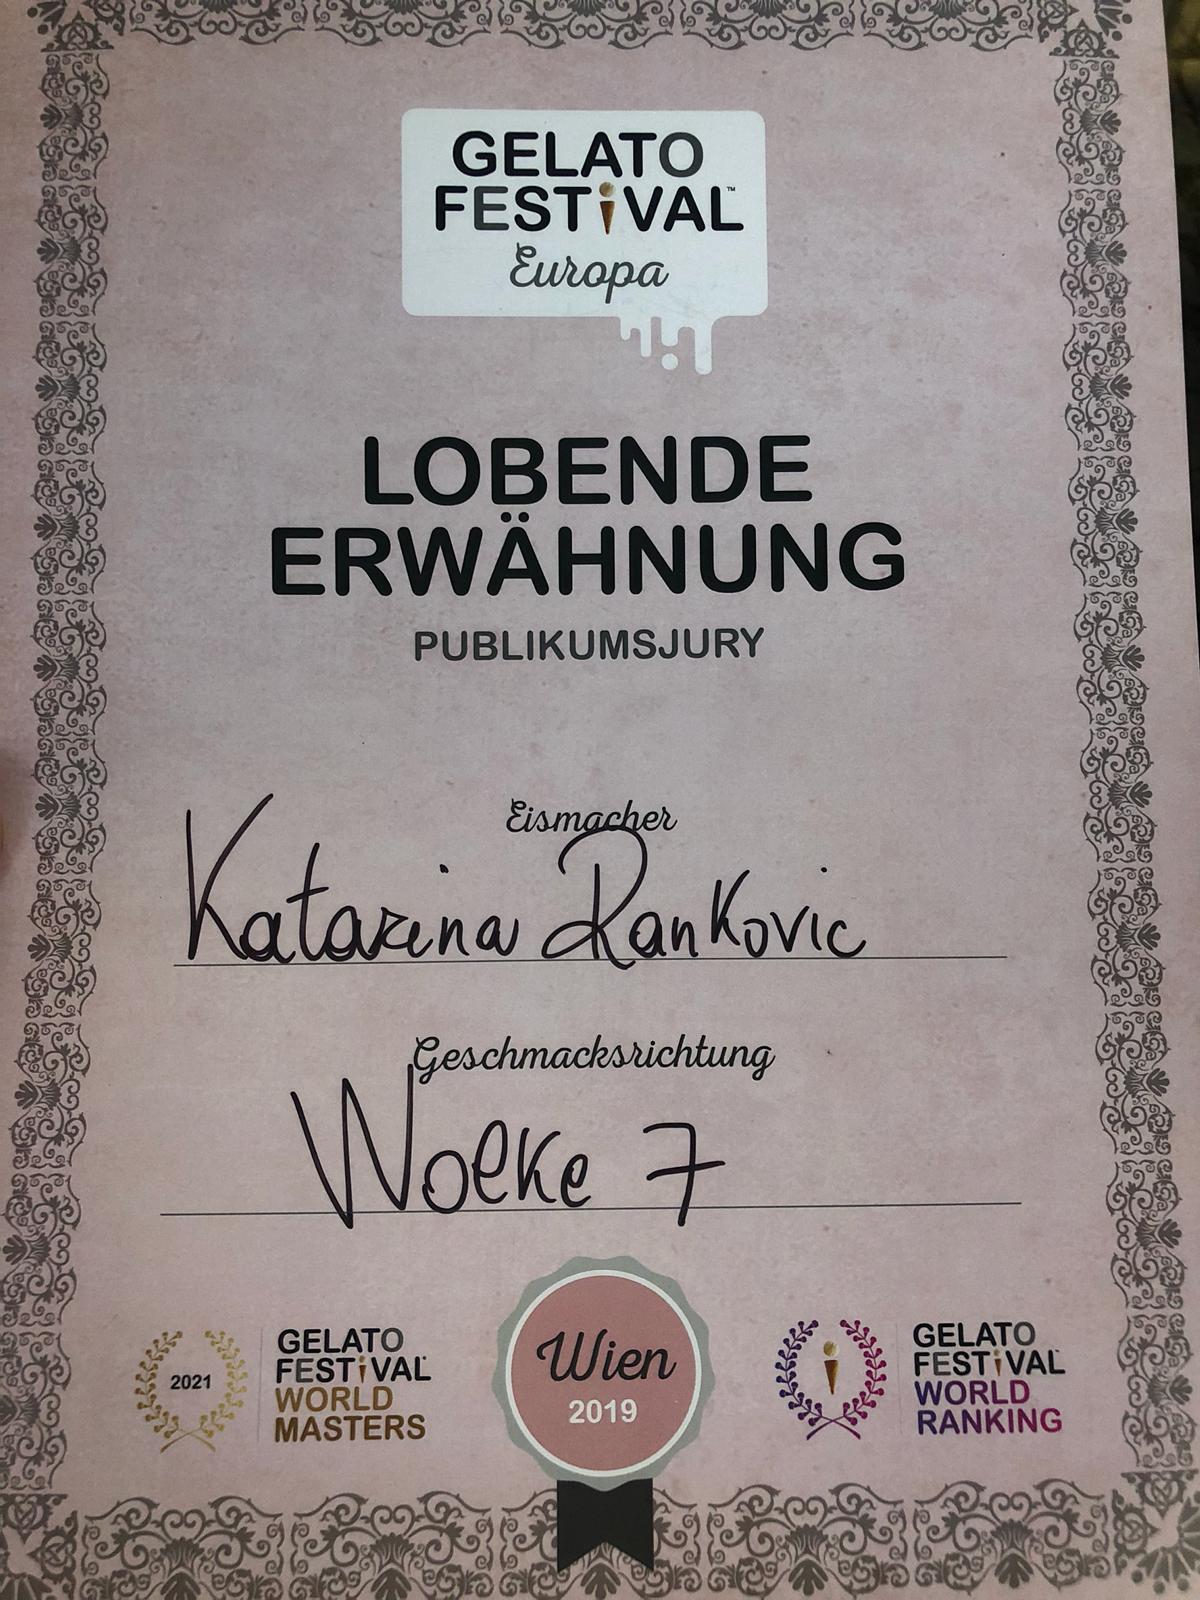 GELATO
FESTiVAL™
Europa
LOBENDE
ERWÄHNUNG
PUBLIKUMSJURY
Eismacher
Katarina Rankovic
Geschmacksrichtung
Wolke 7
2021
GELATO
FESTiVAL
WORLD
MASTERS
Wien
2019
GELATO
FESTiVAL
WORLD
RANKING